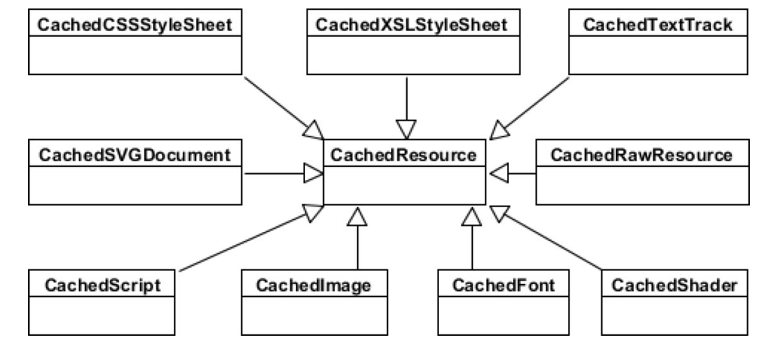 CachedCSSStyleSheet
CachedXSLStyleSheet
CachedTextTrack
CachedSVGDocument
CachedResource
CachedRawResource
CachedScript
CachedImage
CachedFont
CachedShader